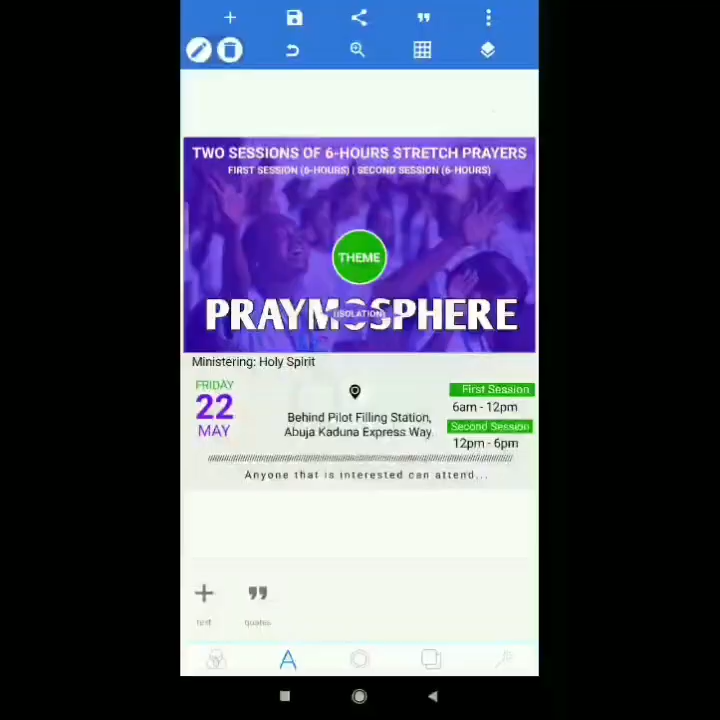 TWO SESSIONS OF 6-HOURS STRETCH PRAYERS
FIRST SESSION (6-HOURS) | SECOND SESSION (6-HOURS)
THEME
PRAYMOSPHERE
(ISOLATION)
Ministering: Holy Spirit
FRIDAY
22
MAY
Behind Pilot Filling Station,
Abuja Kaduna Express Way.
First Session
6am - 12pm
Second Session
12pm - 6pm
Anyone that is interested can attend...
text
quotes